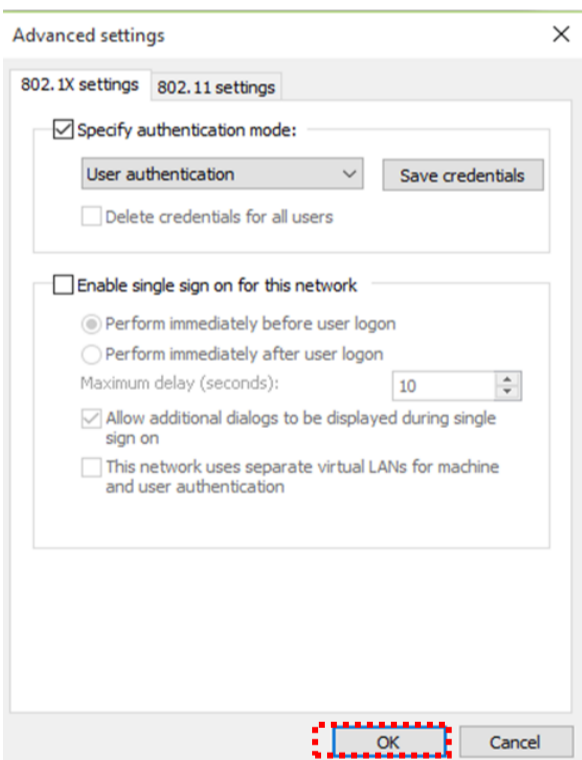 Advanced settings
802.1X settings
802.11 settings
Specify authentication mode:
User authentication
Save credentials
Delete credentials for all users
Enable single sign on for this network
Perform immediately before user logon
Perform immediately after user logon
Maximum delay (seconds):
10
Allow additional dialogs to be displayed during single
sign on
This network uses separate virtual LANs for machine
and user authentication
OK
Cancel